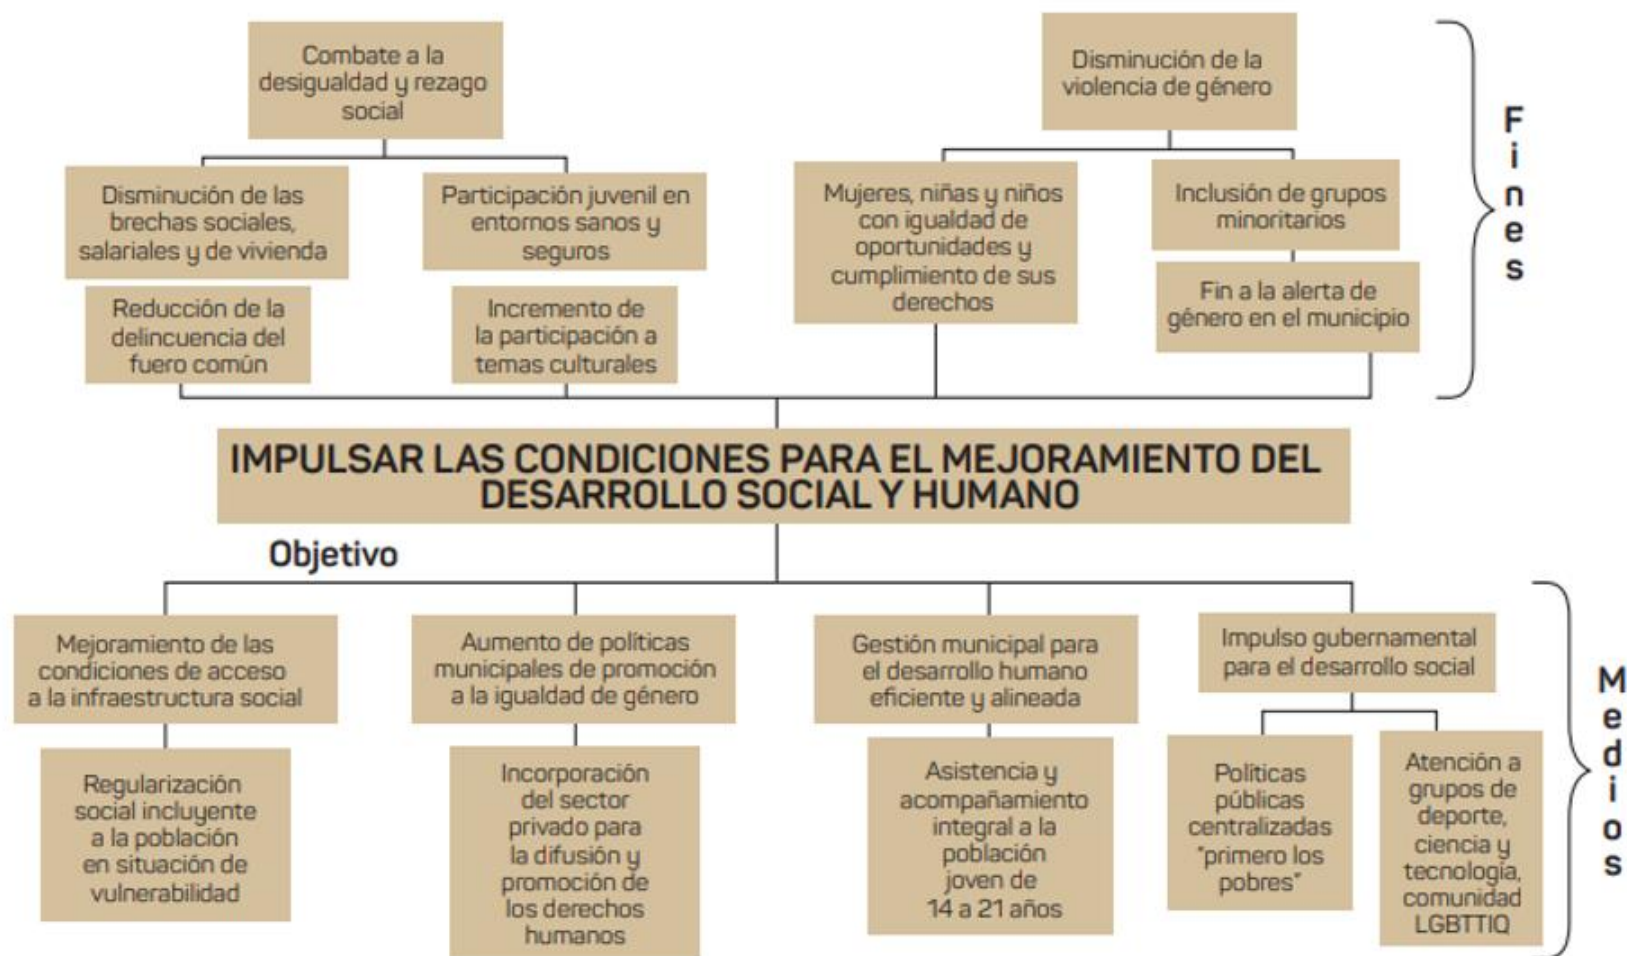 Combate a la
desigualdad y rezago
social
Disminución de la
violencia de género
Disminución de las
brechas sociales,
salariales y de vivienda
Participación juvenil en
entornos sanos y
seguros
Mujeres, niñas y niños
con igualdad de
oportunidades y
cumplimiento de sus
derechos
Inclusión de grupos
minoritarios
Reducción de la
delincuencia del
fuero común
Incremento de
la participación a
temas culturales
Fin a la alerta de
género en el municipio
Fines
IMPULSAR LAS CONDICIONES PARA EL MEJORAMIENTO DEL
DESARROLLO SOCIAL Y HUMANO
Objetivo
Mejoramiento de las
condiciones de acceso
a la infraestructura social
Aumento de políticas
municipales de promoción
a la igualdad de género
Gestión municipal para
el desarrollo humano
eficiente y alineada
Impulso gubernamental
para el desarrollo social
Regularización
social incluyente
a la población
en situación de
vulnerabilidad
Incorporación
del sector
privado para
la difusión y
promoción de
los derechos
humanos
Asistencia y
acompañamiento
integral a la
población
joven de
14 a 21 años
Políticas
públicas
centralizadas
"primero los
pobres"
Atención a
grupos de
deporte,
ciencia y
tecnología,
comunidad
LGBTTIQ
Medios